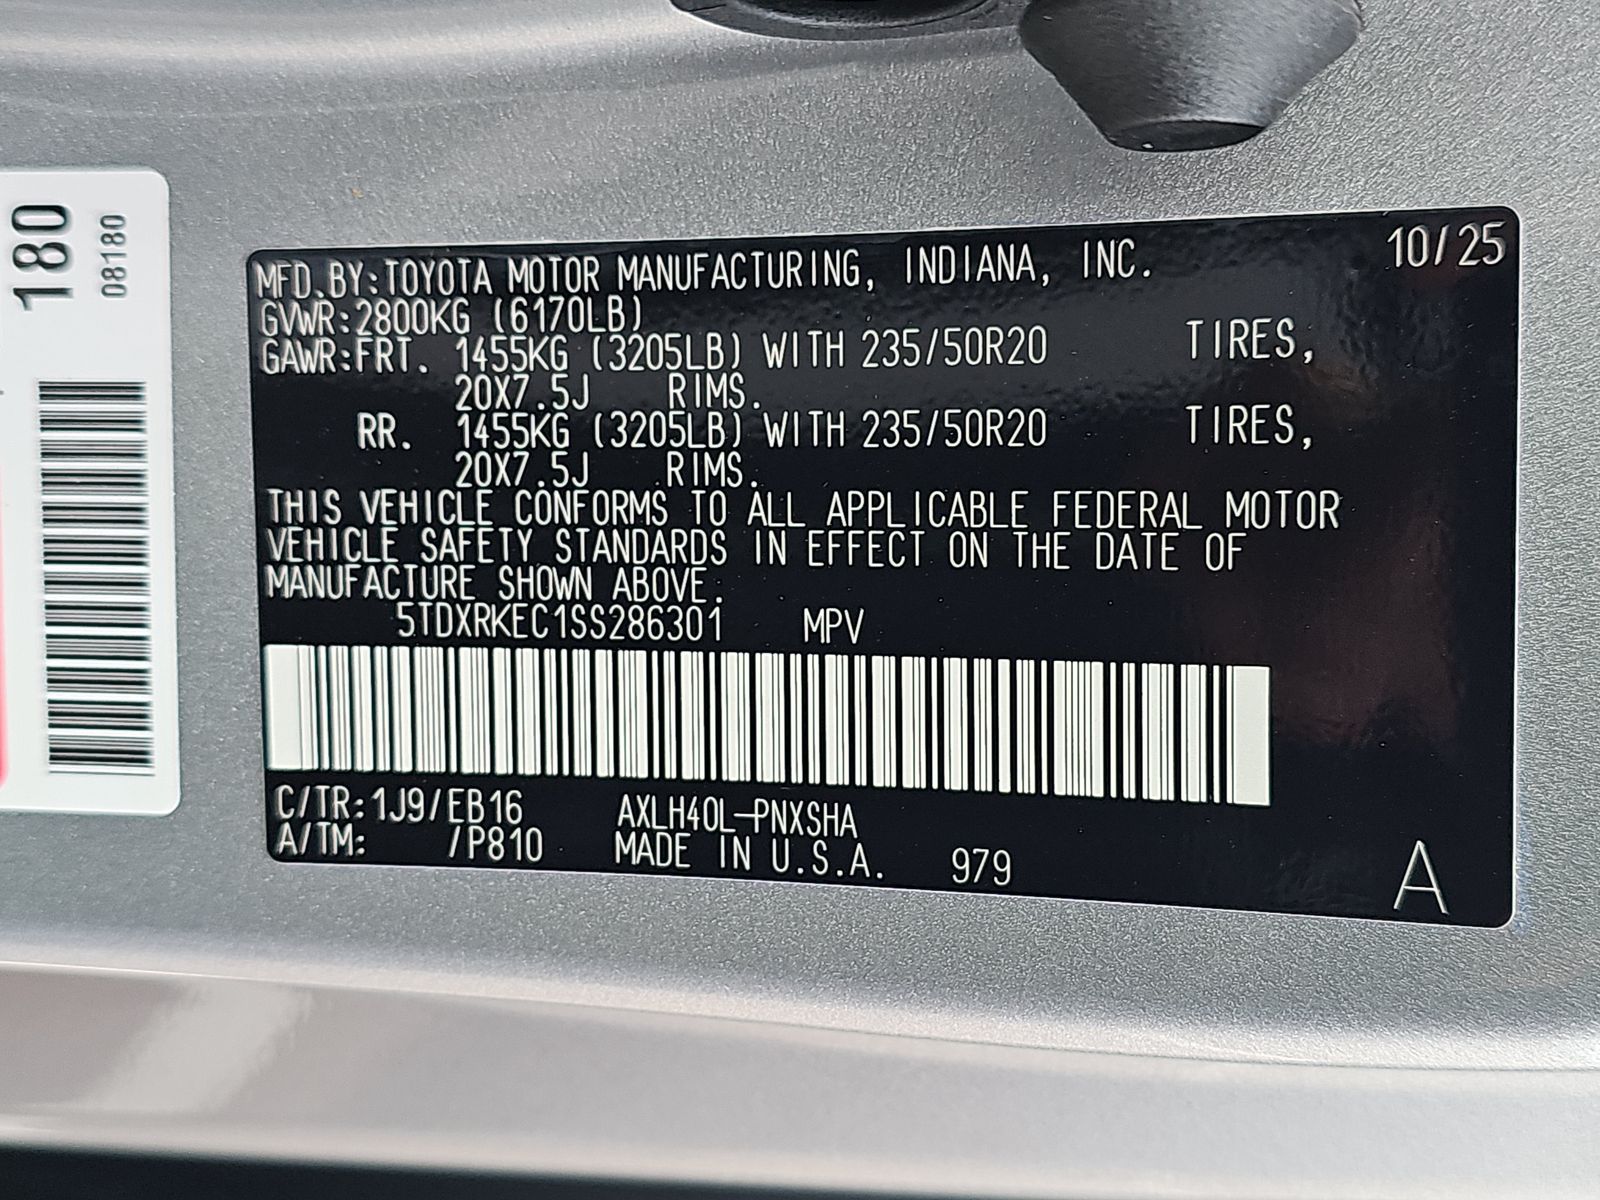 180
08180
MFD.BY:TOYOTA MOTOR MANUFACTURING, INDIANA, INC. 10/25
GVWR:2800KG (6170LB)
GAWR:FRT. 1455KG (3205LB) WITH 235/50R20 TIRES,
20X7.5J RIMS.
RR. 1455KG (3205LB) WITH 235/50R20 TIRES,
20X7.5J RIMS.
THIS VEHICLE CONFORMS TO ALL APPLICABLE FEDERAL MOTOR
VEHICLE SAFETY STANDARDS IN EFFECT ON THE DATE OF
MANUFACTURE SHOWN ABOVE.
5TDXRKEC1SS286301 MPV
C/TR:1J9/EB16 AXLH40L-PNXSHA
A/TM: /P810 MADE IN U.S.A. 979 A